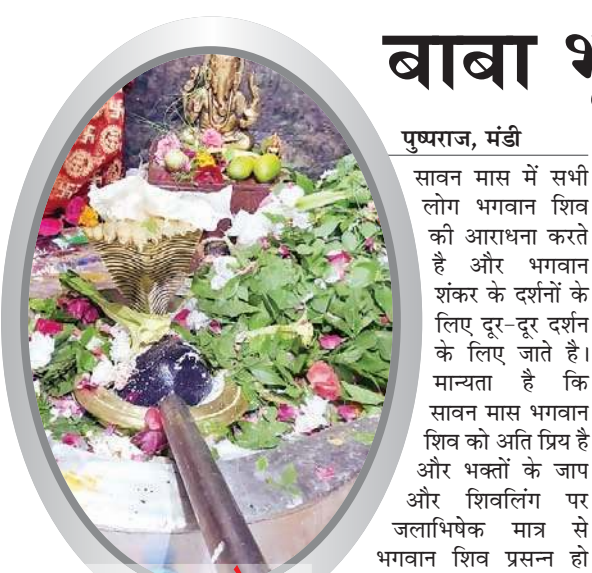 बाबा
पुष्पराज, मंडी
सावन मास में सभी
लोग भगवान शिव
की आराधना करते
है और भगवान
शंकर के दर्शनों के
लिए दूर-दूर दर्शन
के लिए जाते है।
मान्यता है कि
सावन मास भगवान
शिव को अति प्रिय है
और भक्तों के जाप
और शिवलिंग पर
जलाभिषेक मात्र से
भगवान शिव प्रसन्न हो